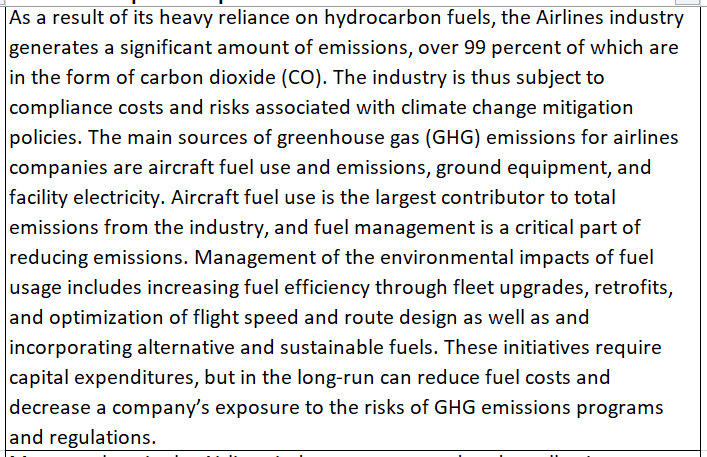 As a result of its heavy reliance on hydrocarbon fuels, the Airlines industry
generates a significant amount of emissions, over 99 percent of which are
in the form of carbon dioxide (CO). The industry is thus subject to
compliance costs and risks associated with climate change mitigation
policies. The main sources of greenhouse gas (GHG) emissions for airlines
companies are aircraft fuel use and emissions, ground equipment, and
facility electricity. Aircraft fuel use is the largest contributor to total
emissions from the industry, and fuel management is a critical part of
reducing emissions. Management of the environmental impacts of fuel
usage includes increasing fuel efficiency through fleet upgrades, retrofits,
and optimization of flight speed and route design as well as and
incorporating alternative and sustainable fuels. These initiatives require
capital expenditures, but in the long-run can reduce fuel costs and
decrease a company’s exposure to the risks of GHG emissions programs
and regulations.